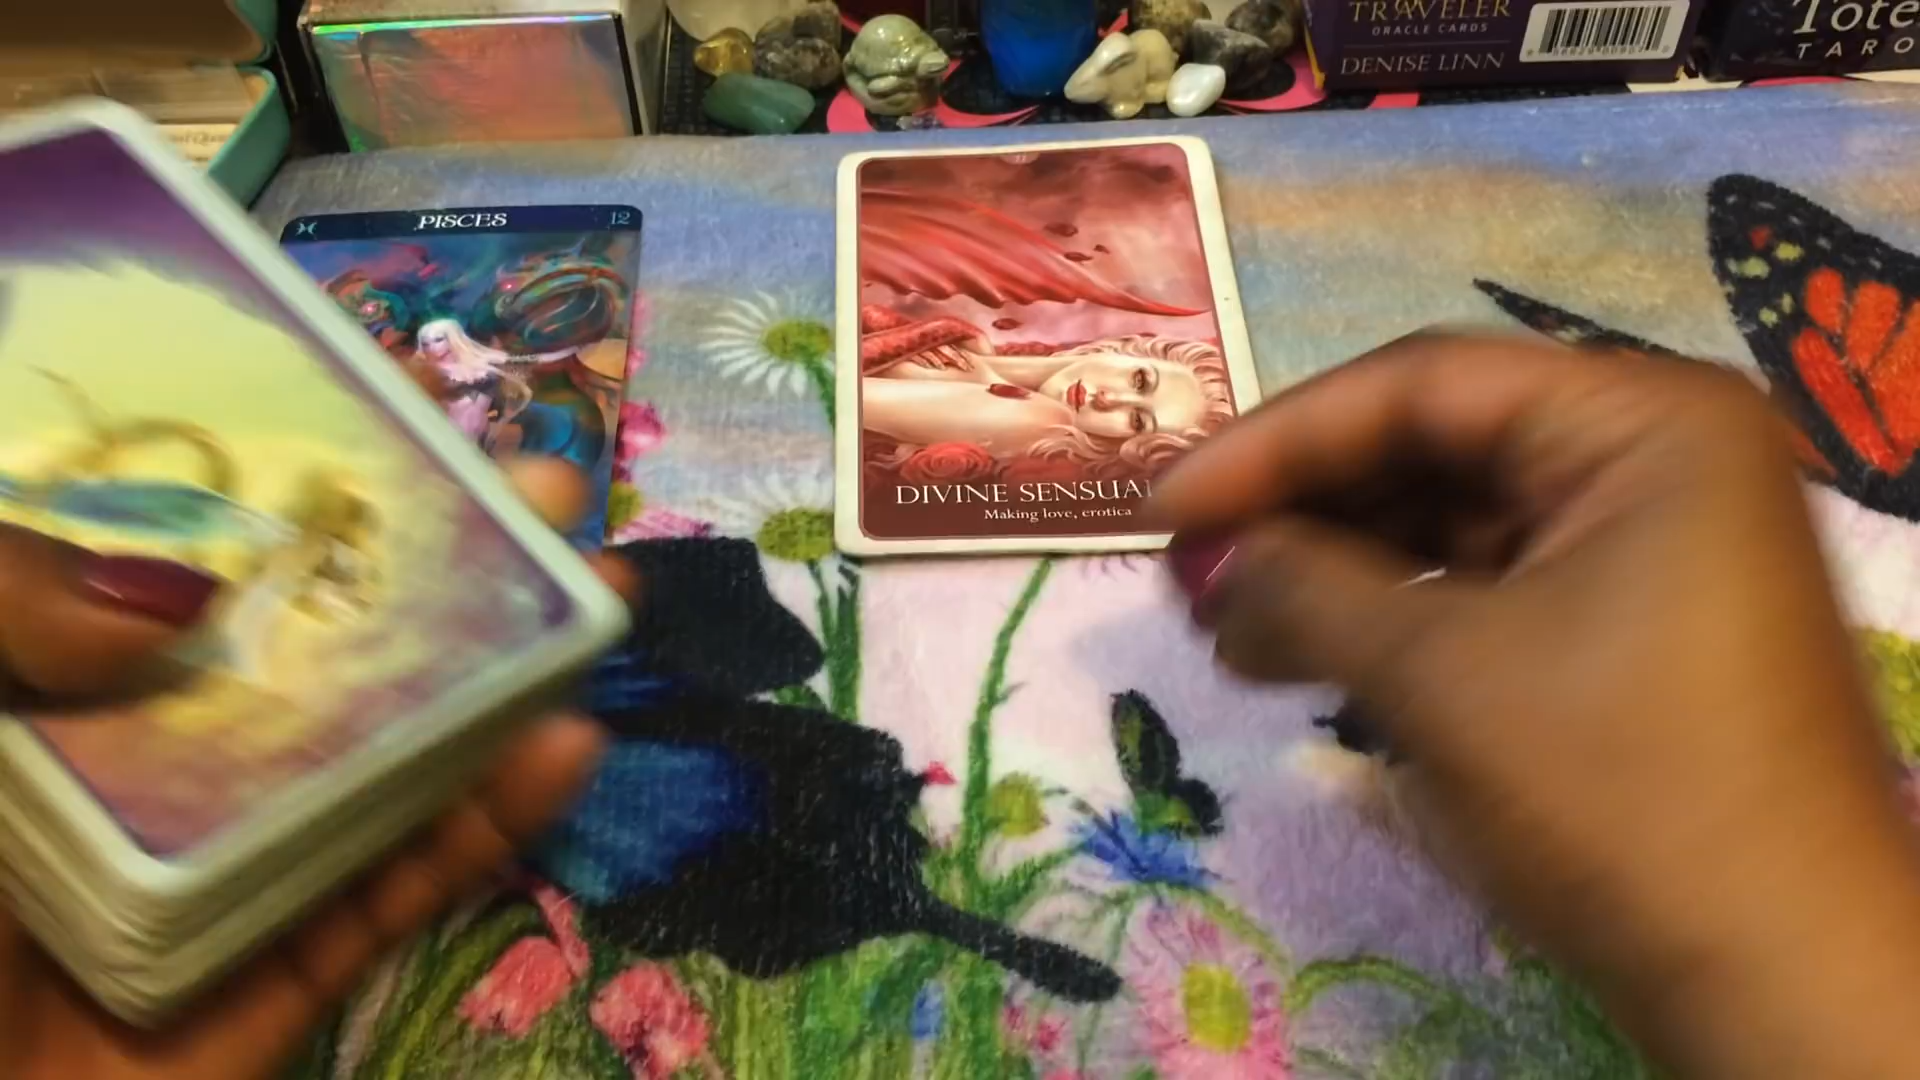 TRAVELER
ORACLE CARDS
DENISE LINN
Tote
TARO
PISCES
12
DIVINE SENSUA
Making love, erotica